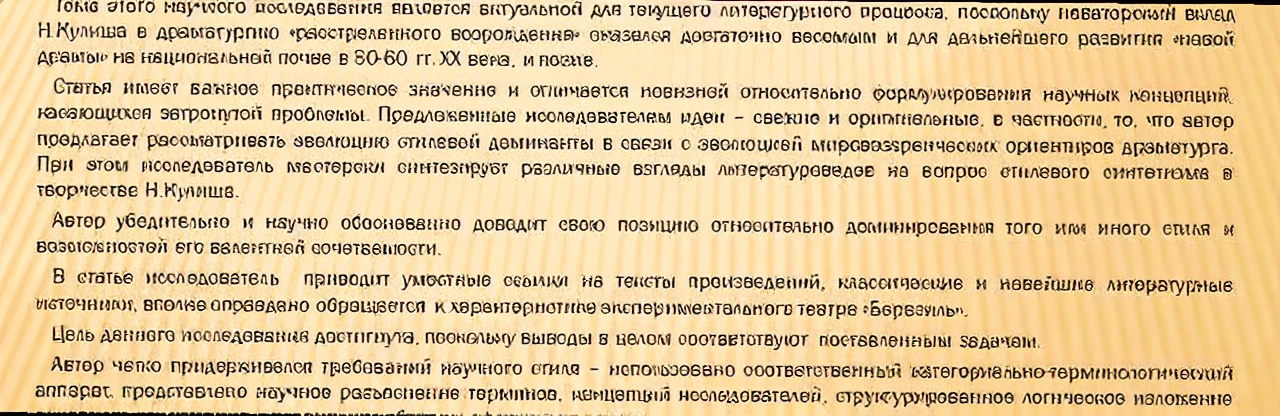 этого научного исследования является актуальной для текущего литературного процесса, поскольку новаторский вклад
Н.Кулиша в драматургию «расстрелянного возрождения» оказался достаточно весомым и для дальнейшего развития «новой
драмы» на национальной почве в 30-60 гг. XX века, и позже.
Статья имеет важное практическое значение и отличается новизной относительно формулирования научных концепций,
касающихся затронутой проблемы. Предложенные исследователем идеи – свежие и оригинальные, в частности, то, что автор
предлагает рассматривать эволюцию стилевой доминанты в связи с эволюцией мировоззренческих ориентиров драматурга.
При этом исследователь мастерски синтезирует различные взгляды литературоведов на вопрос стилевого синтетизма в
творчестве Н.Кулиша.
Автор убедительно и научно обоснованно доводит свою позицию относительно доминирования того или иного стиля и
возможностей его валентной сочетаемости.
В статье исследователь приводит уместные ссылки на тексты произведений, классические и новейшие литературные
источники, вполне оправдано обращается к характеристике экспериментального театра «Березиль».
Цель данного исследования достигнута, поскольку выводы в целом соответствуют поставленным задачам.
Автор четко придерживался требований научного стиля – использовано соответственный категориально-терминологический
аппарат, представлено научное разъяснение терминов, концепций исследователей, структурированное логическое изложение